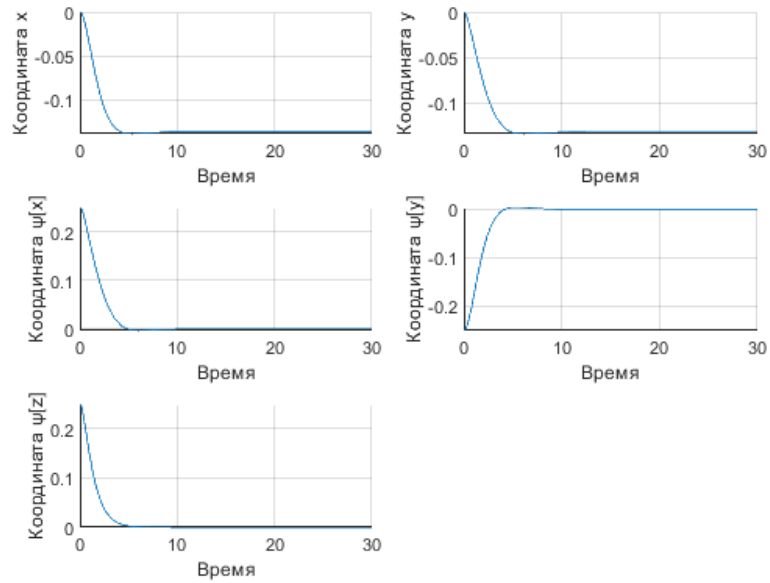 Координата x
0
-0.05
-0.1
0 10 20 30
Время
Координата y
0
-0.05
-0.1
0 10 20 30
Время
Координата ψ[x]
0.2
0.1
0
0 10 20 30
Время
Координата ψ[y]
0
-0.1
-0.2
0 10 20 30
Время
Координата ψ[z]
0.2
0.1
0
0 10 20 30
Время